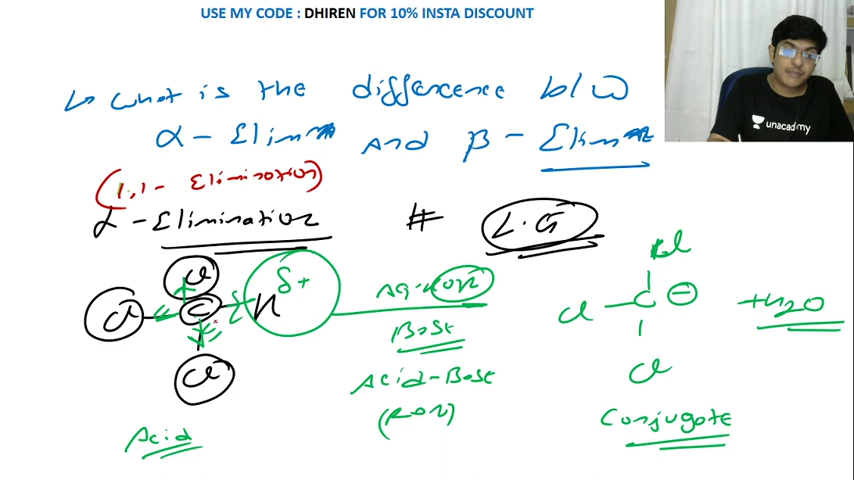 USE MY CODE : DHIREN FOR 10% INSTA DISCOUNT
unacademy
↳ what is the difference b/w
α - Elimn and β - Elimn
(1,1 - Elimination)
α - Elimination # L.G
Cl
Cl C H δ+
Cl
Acid
aq. KOH
Base
Acid-Base
(RXN)
Cl
Cl C ⊖ + H2O
Cl
Conjugate